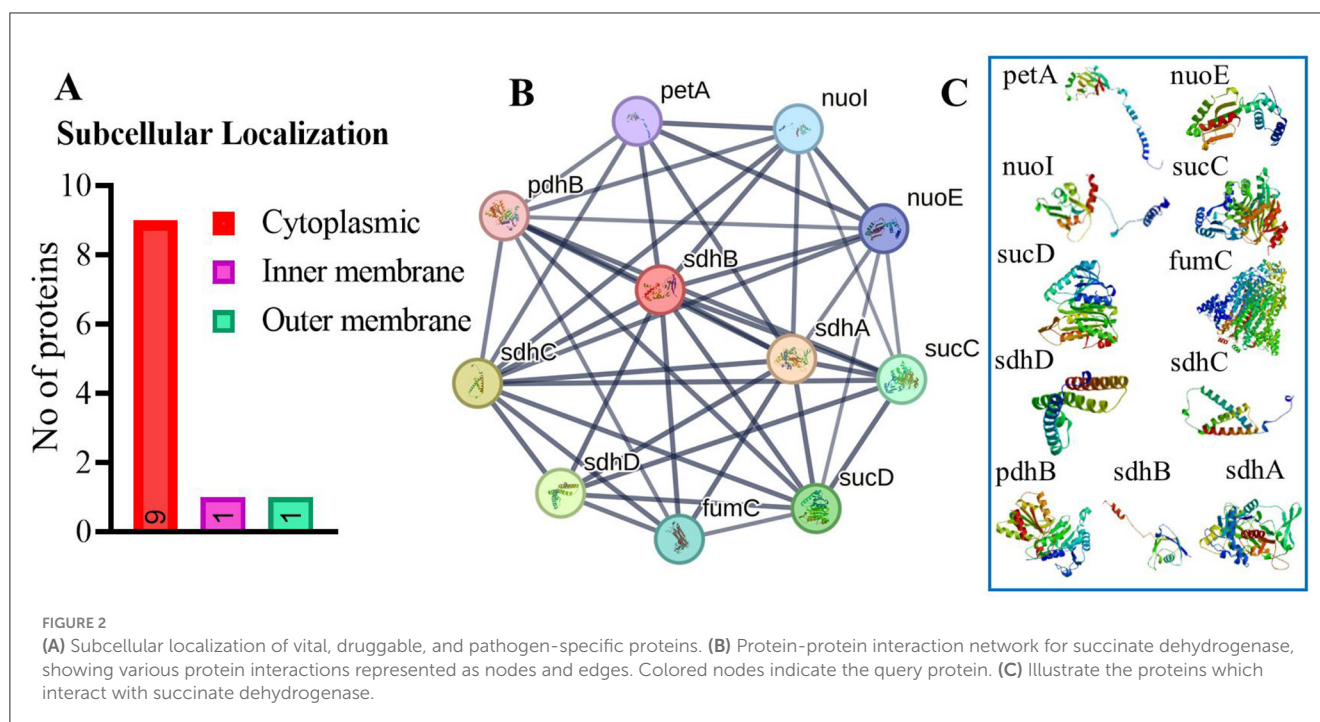 A
Subcellular Localization
No of proteins
10
8
6
4
2
0
9
1
1
Cytoplasmic
Inner membrane
Outer membrane
B
petA
nuoI
pdhB
nuoE
sdhB
sdhA
sucC
sdhC
sdhD
sucD
fumC
C
petA
nuoE
nuoI
sucC
sucD
fumC
sdhD
sdhC
pdhB
sdhB
sdhA
FIGURE 2
(A) Subcellular localization of vital, druggable, and pathogen-specific proteins. (B) Protein-protein interaction network for succinate dehydrogenase,
showing various protein interactions represented as nodes and edges. Colored nodes indicate the query protein. (C) Illustrate the proteins which
interact with succinate dehydrogenase.